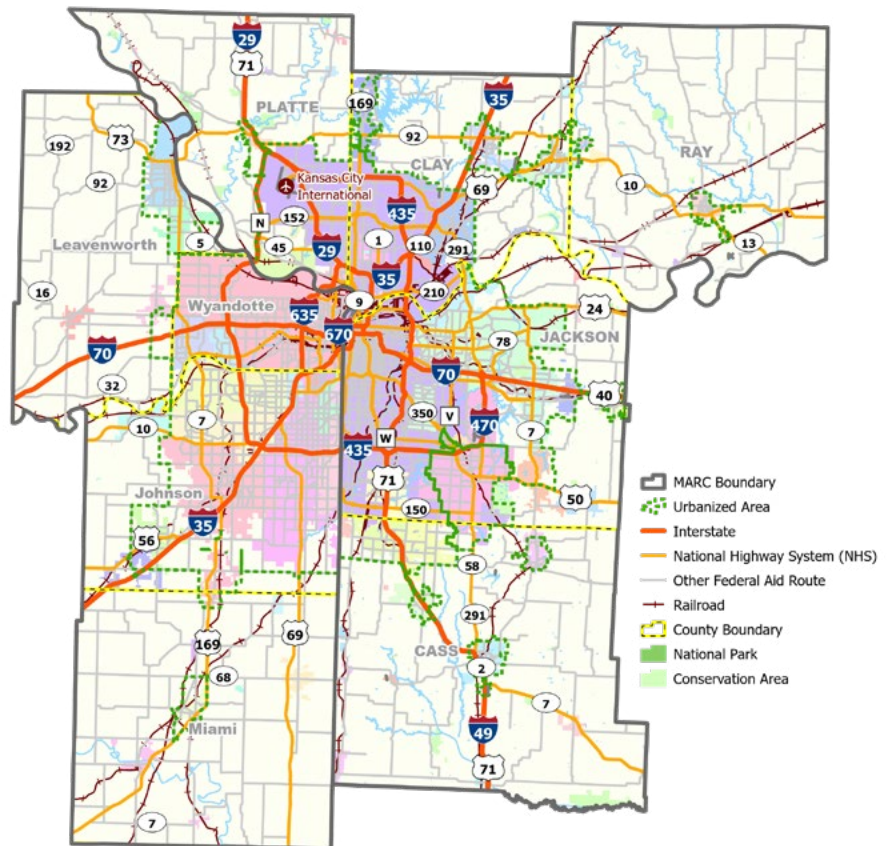 29
71
PLATTE
169
35
73
192
92
CLAY
RAY
92
69
10
Kansas City
International
435
N
152
Leavenworth
5
45
29
1
110
291
13
35
16
Wyandotte
9
210
635
24
670
78
JACKSON
70
70
32
40
7
350
V
10
470
7
435
W
71
Johnson
150
50
35
56
58
291
169
69
CASS
68
2
7
Miami
49
71
7
MARC Boundary
Urbanized Area
Interstate
National Highway System (NHS)
Other Federal Aid Route
Railroad
County Boundary
National Park
Conservation Area